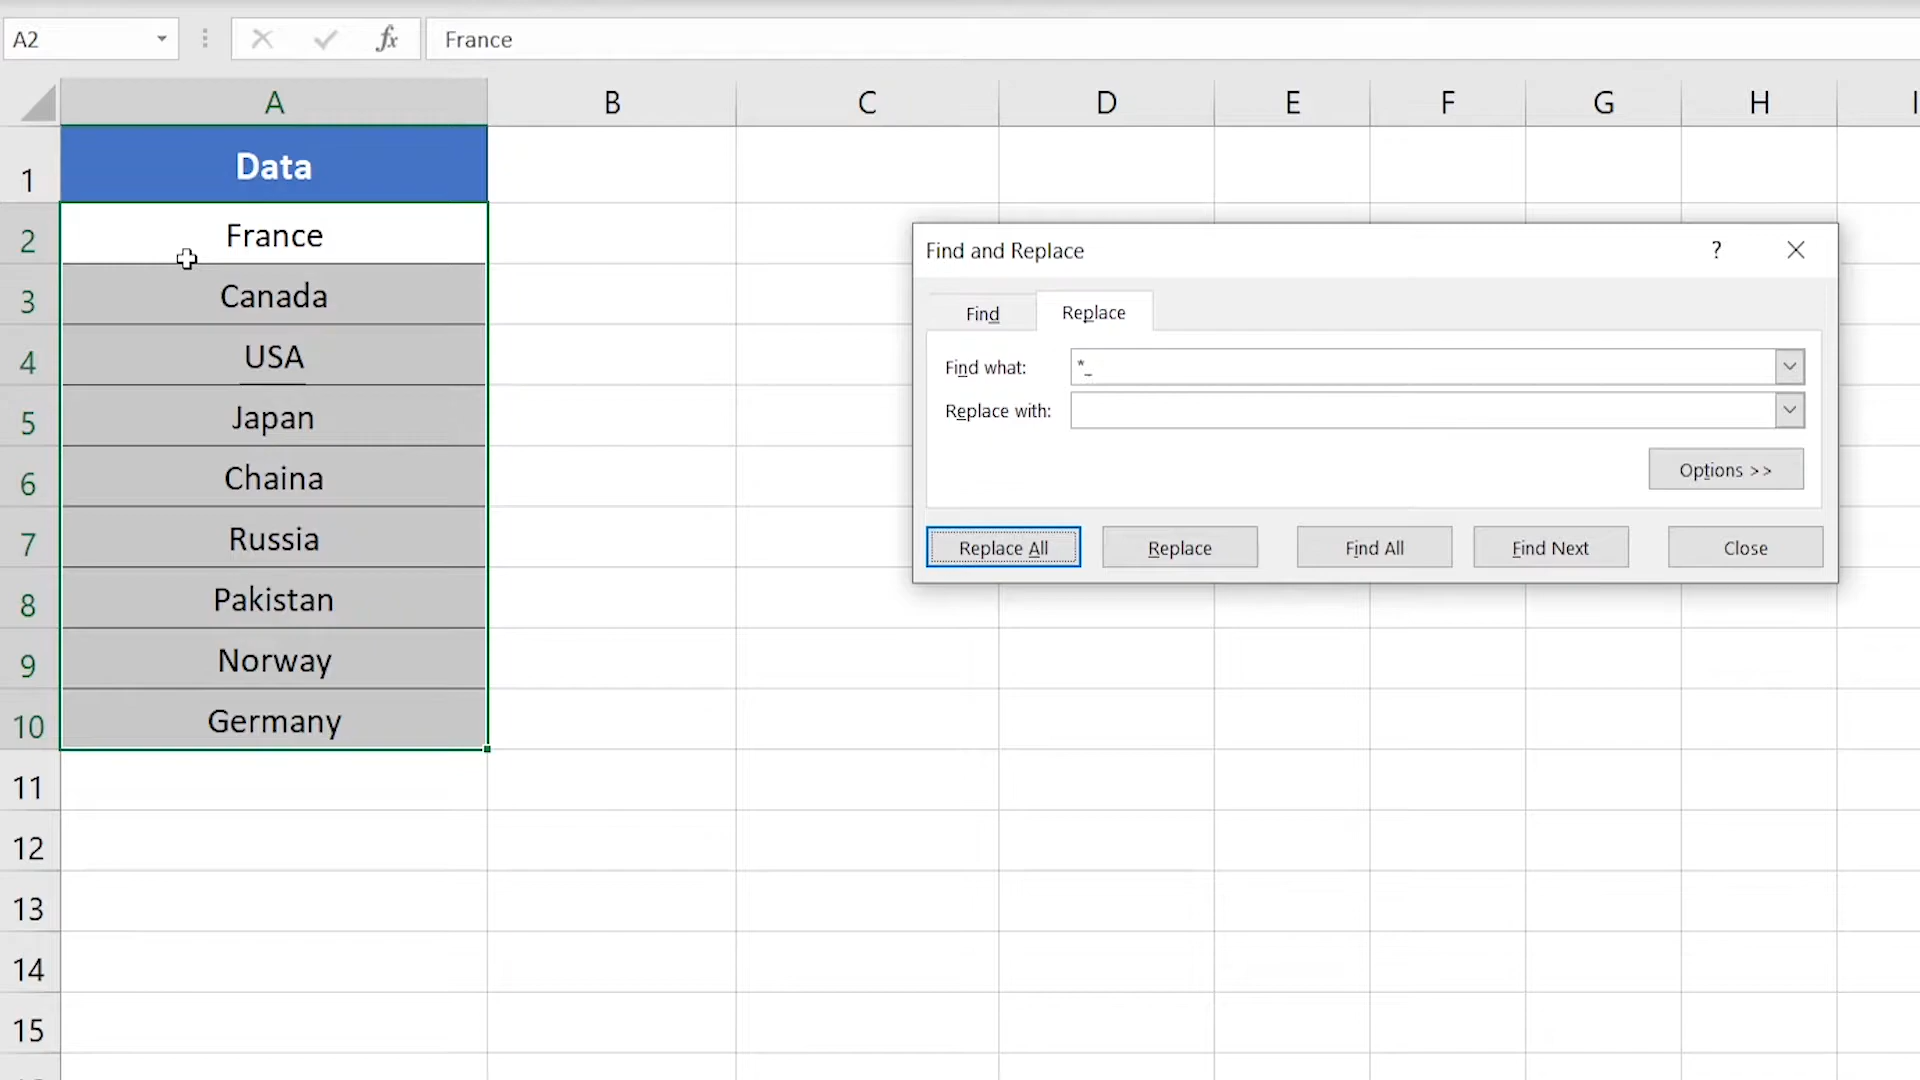 A2
fx
France
A B C D E F G H I
1 Data
2 France
3 Canada
4 USA
5 Japan
6 Chaina
7 Russia
8 Pakistan
9 Norway
10 Germany
11
12
13
14
15
Find and Replace ?
Find Replace
Find what: *_
Replace with:
Options >>
Replace All Replace Find All Find Next Close